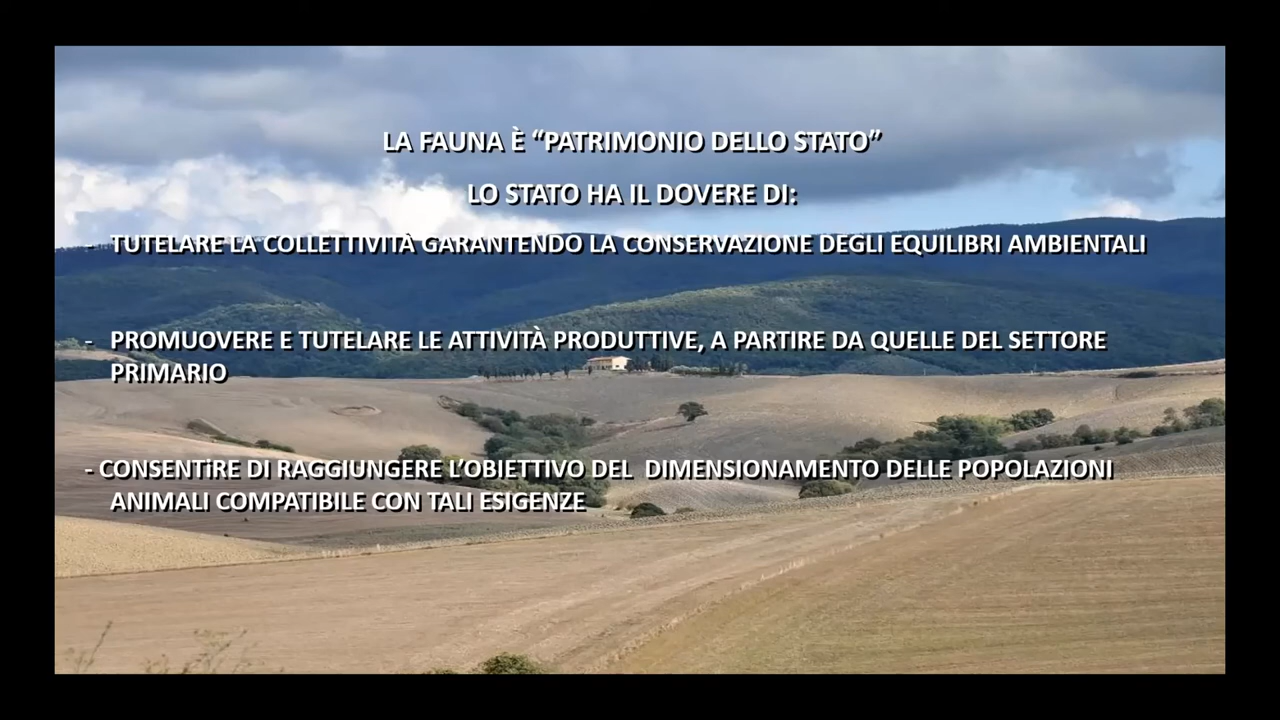 LA FAUNA È “PATRIMONIO DELLO STATO”
LO STATO HA IL DOVERE DI:
- TUTELARE LA COLLETTIVITÀ GARANTENDO LA CONSERVAZIONE DEGLI EQUILIBRI AMBIENTALI
- PROMUOVERE E TUTELARE LE ATTIVITÀ PRODUTTIVE, A PARTIRE DA QUELLE DEL SETTORE
PRIMARIO
- CONSENTiRE DI RAGGIUNGERE L’OBIETTIVO DEL  DIMENSIONAMENTO DELLE POPOLAZIONI
ANIMALI COMPATIBILE CON TALI ESIGENZE